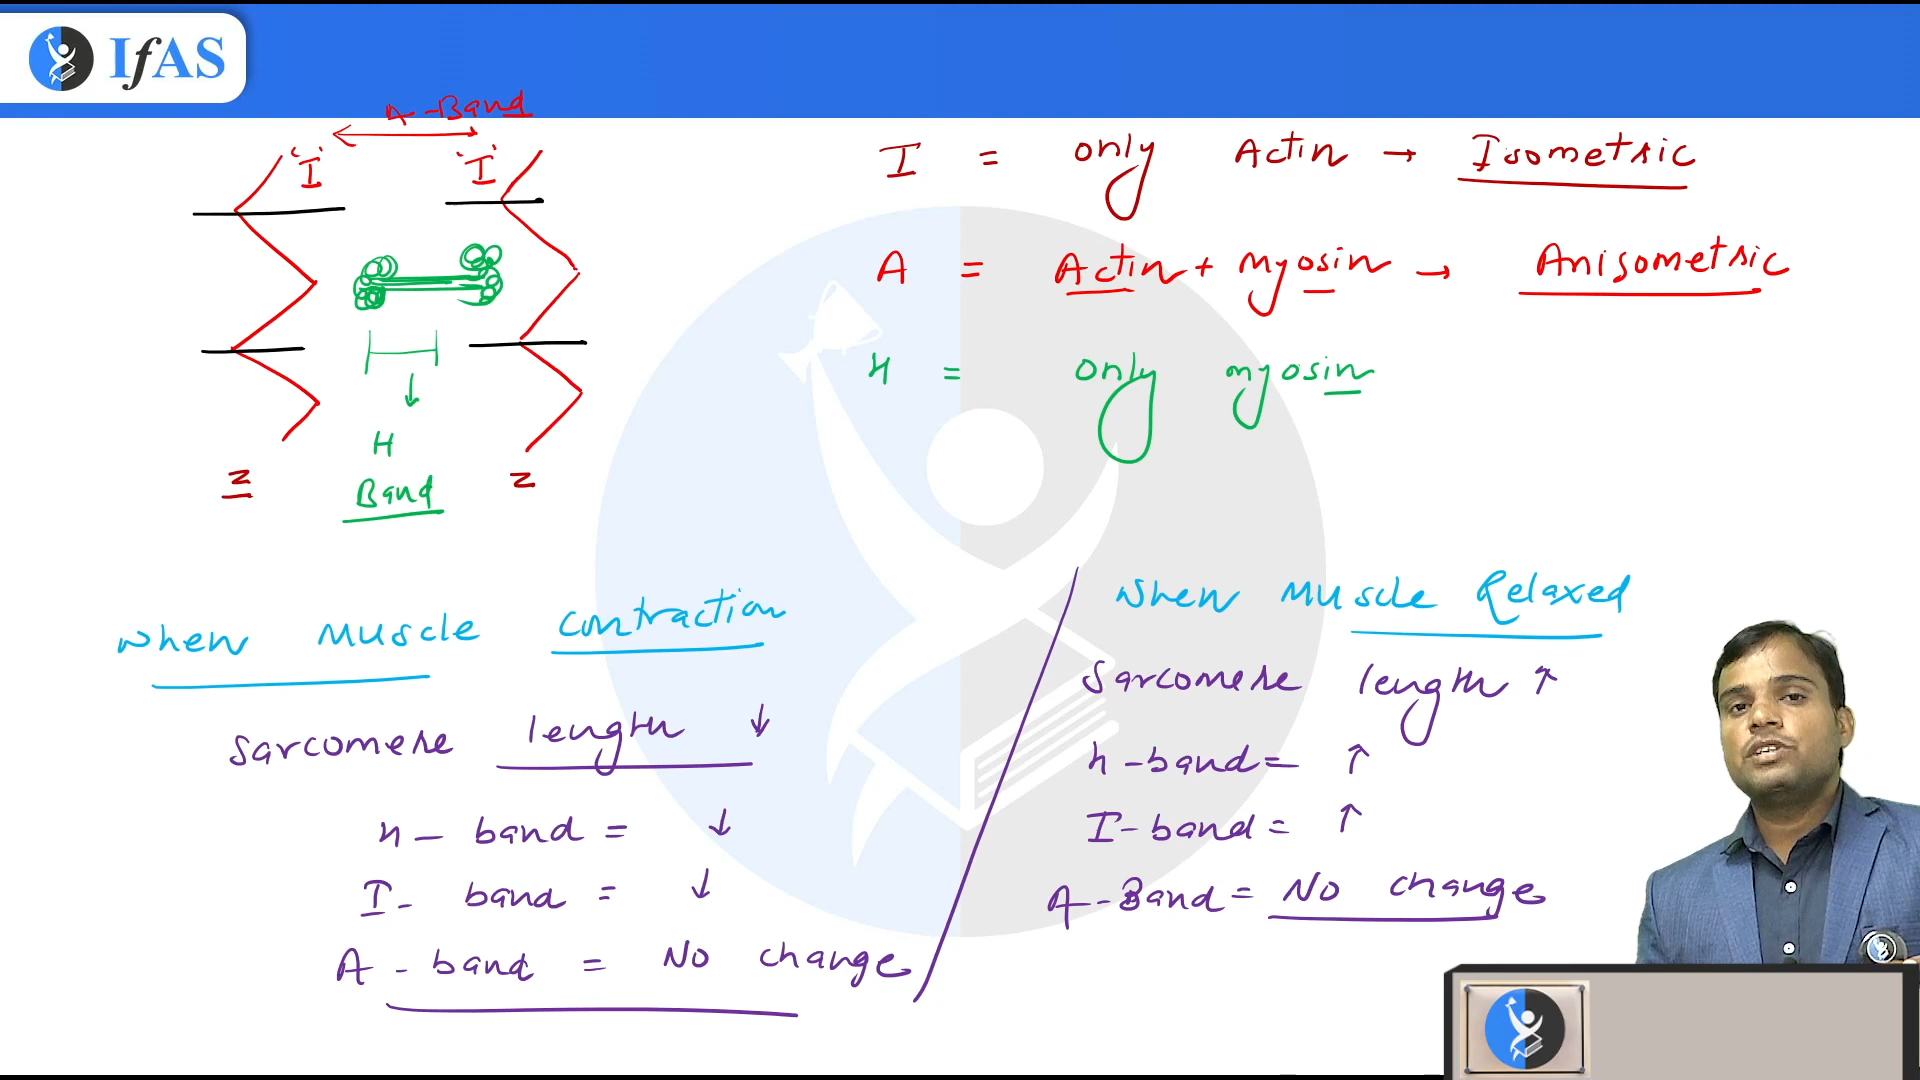 IfAS
A-Band
'I' 'I'
I = only Actin → Isometric
A = Actin + myosin → Anisometric
H = only myosin
H
Band
Z Z
When Muscle Contraction
Sarcomere length ↓
H- band = ↓
I- band = ↓
A- band = No change
When Muscle Relaxed
Sarcomere length ↑
h-band= ↑
I-band= ↑
A-Band= No change